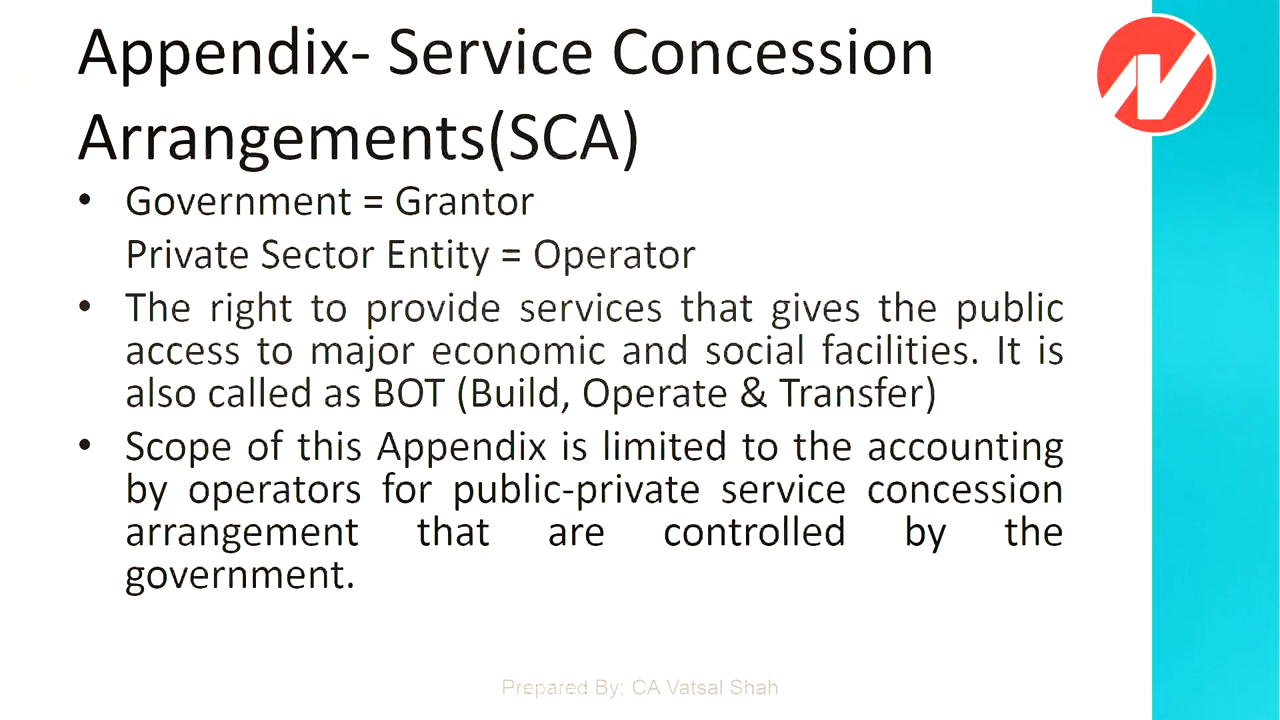 Appendix- Service Concession
Arrangements(SCA)
• Government = Grantor
Private Sector Entity = Operator
• The right to provide services that gives the public
access to major economic and social facilities. It is
also called as BOT (Build, Operate & Transfer)
• Scope of this Appendix is limited to the accounting
by operators for public-private service concession
arrangement that are controlled by the
government.
Prepared By: CA Vatsal Shah